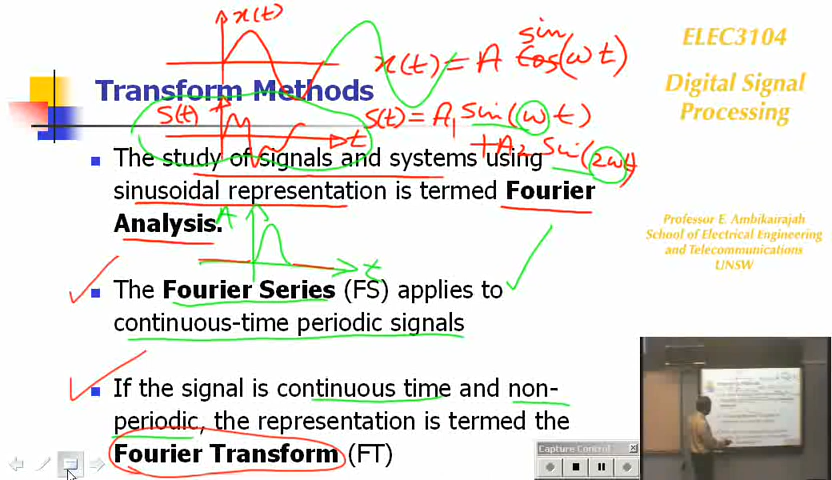 x(t)
x(t) = A cos(ωt)
sin
Transform Methods
s(t)
t
s(t) = A1 sin(ωt)
+A2 sin(2ωt)
The study of signals and systems using
sinusoidal representation is termed Fourier
Analysis.
A
t
The Fourier Series (FS) applies to
continuous-time periodic signals
If the signal is continuous time and non-
periodic, the representation is termed the
Fourier Transform (FT)
ELEC3104
Digital Signal
Processing
Professor E. Ambikairajah
School of Electrical Engineering
and Telecommunications
UNSW
Capture Control